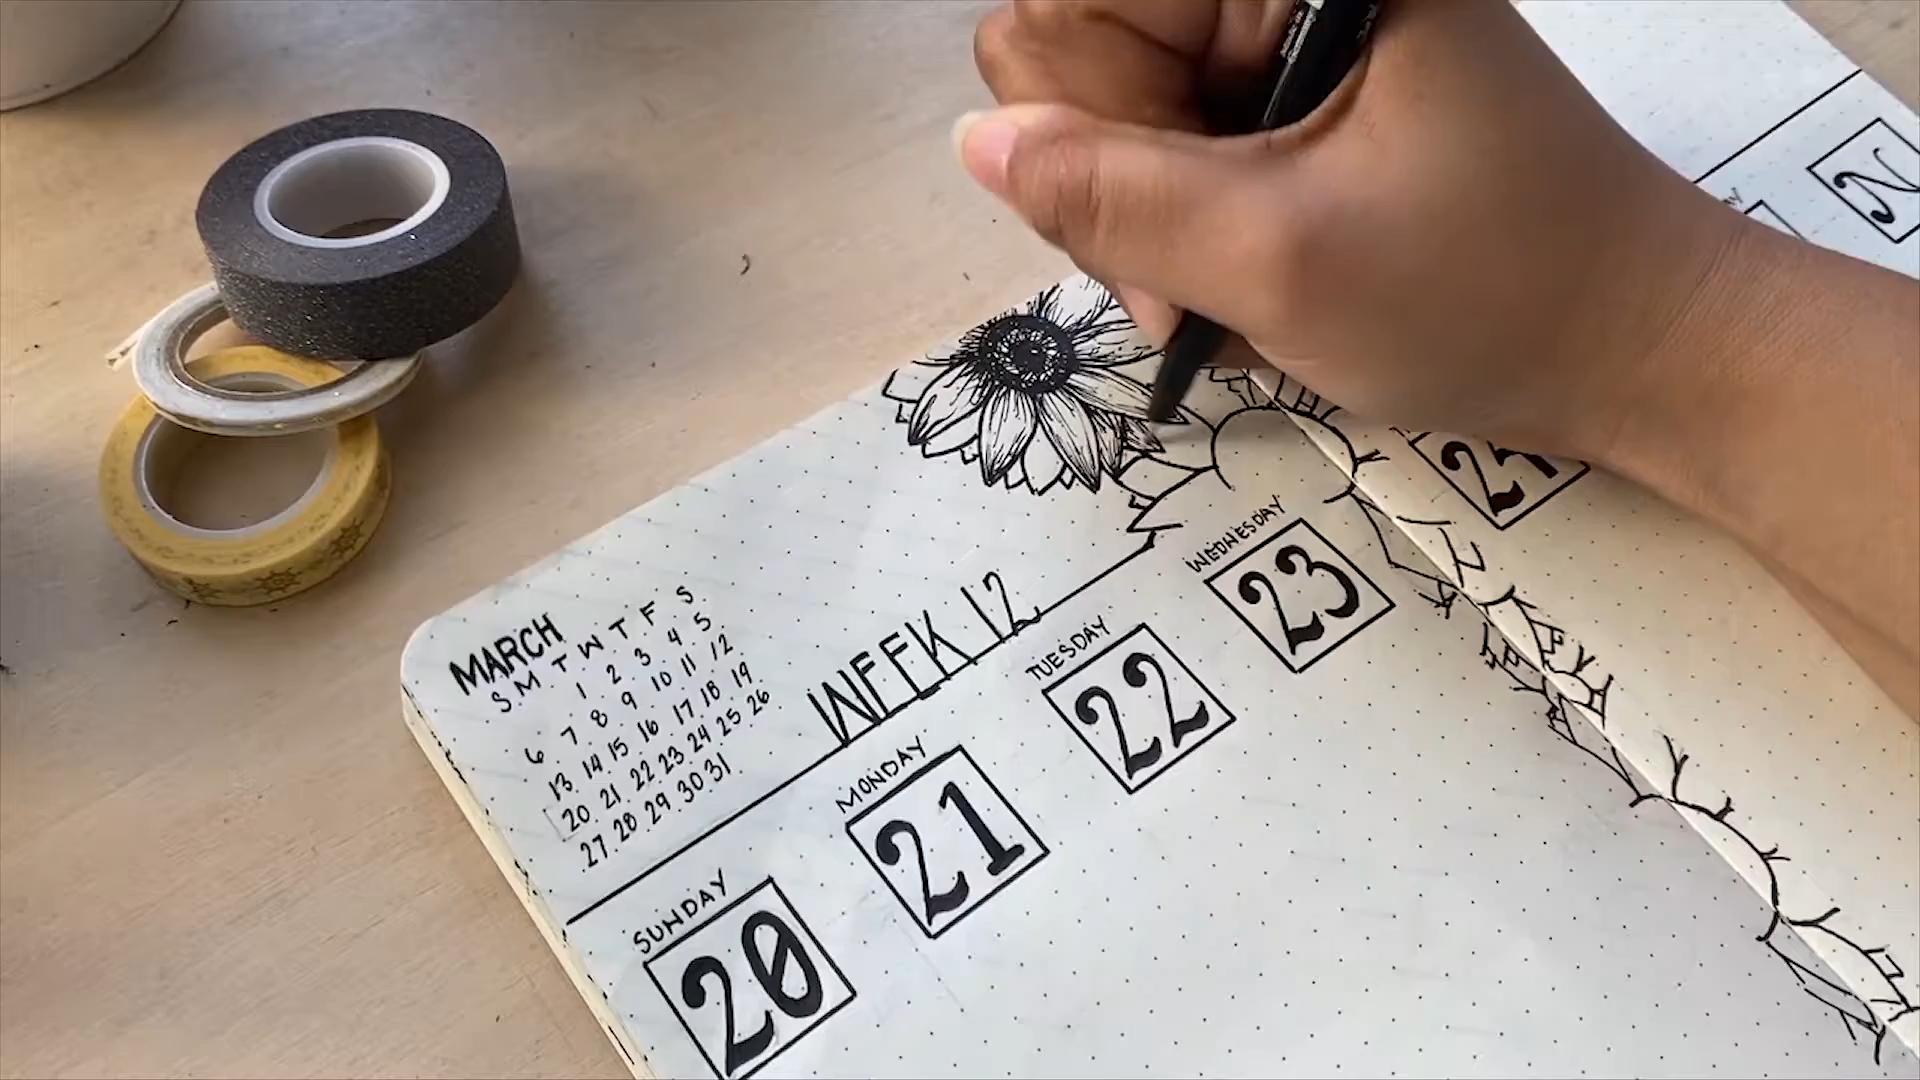 MARCH
S M T W T F S
1 2 3 4 5
6 7 8 9 10 11 12
13 14 15 16 17 18 19
20 21 22 23 24 25 26
27 28 29 30 31
WEEK 12
SUNDAY
20
MONDAY
21
TUESDAY
22
WEDNESDAY
23